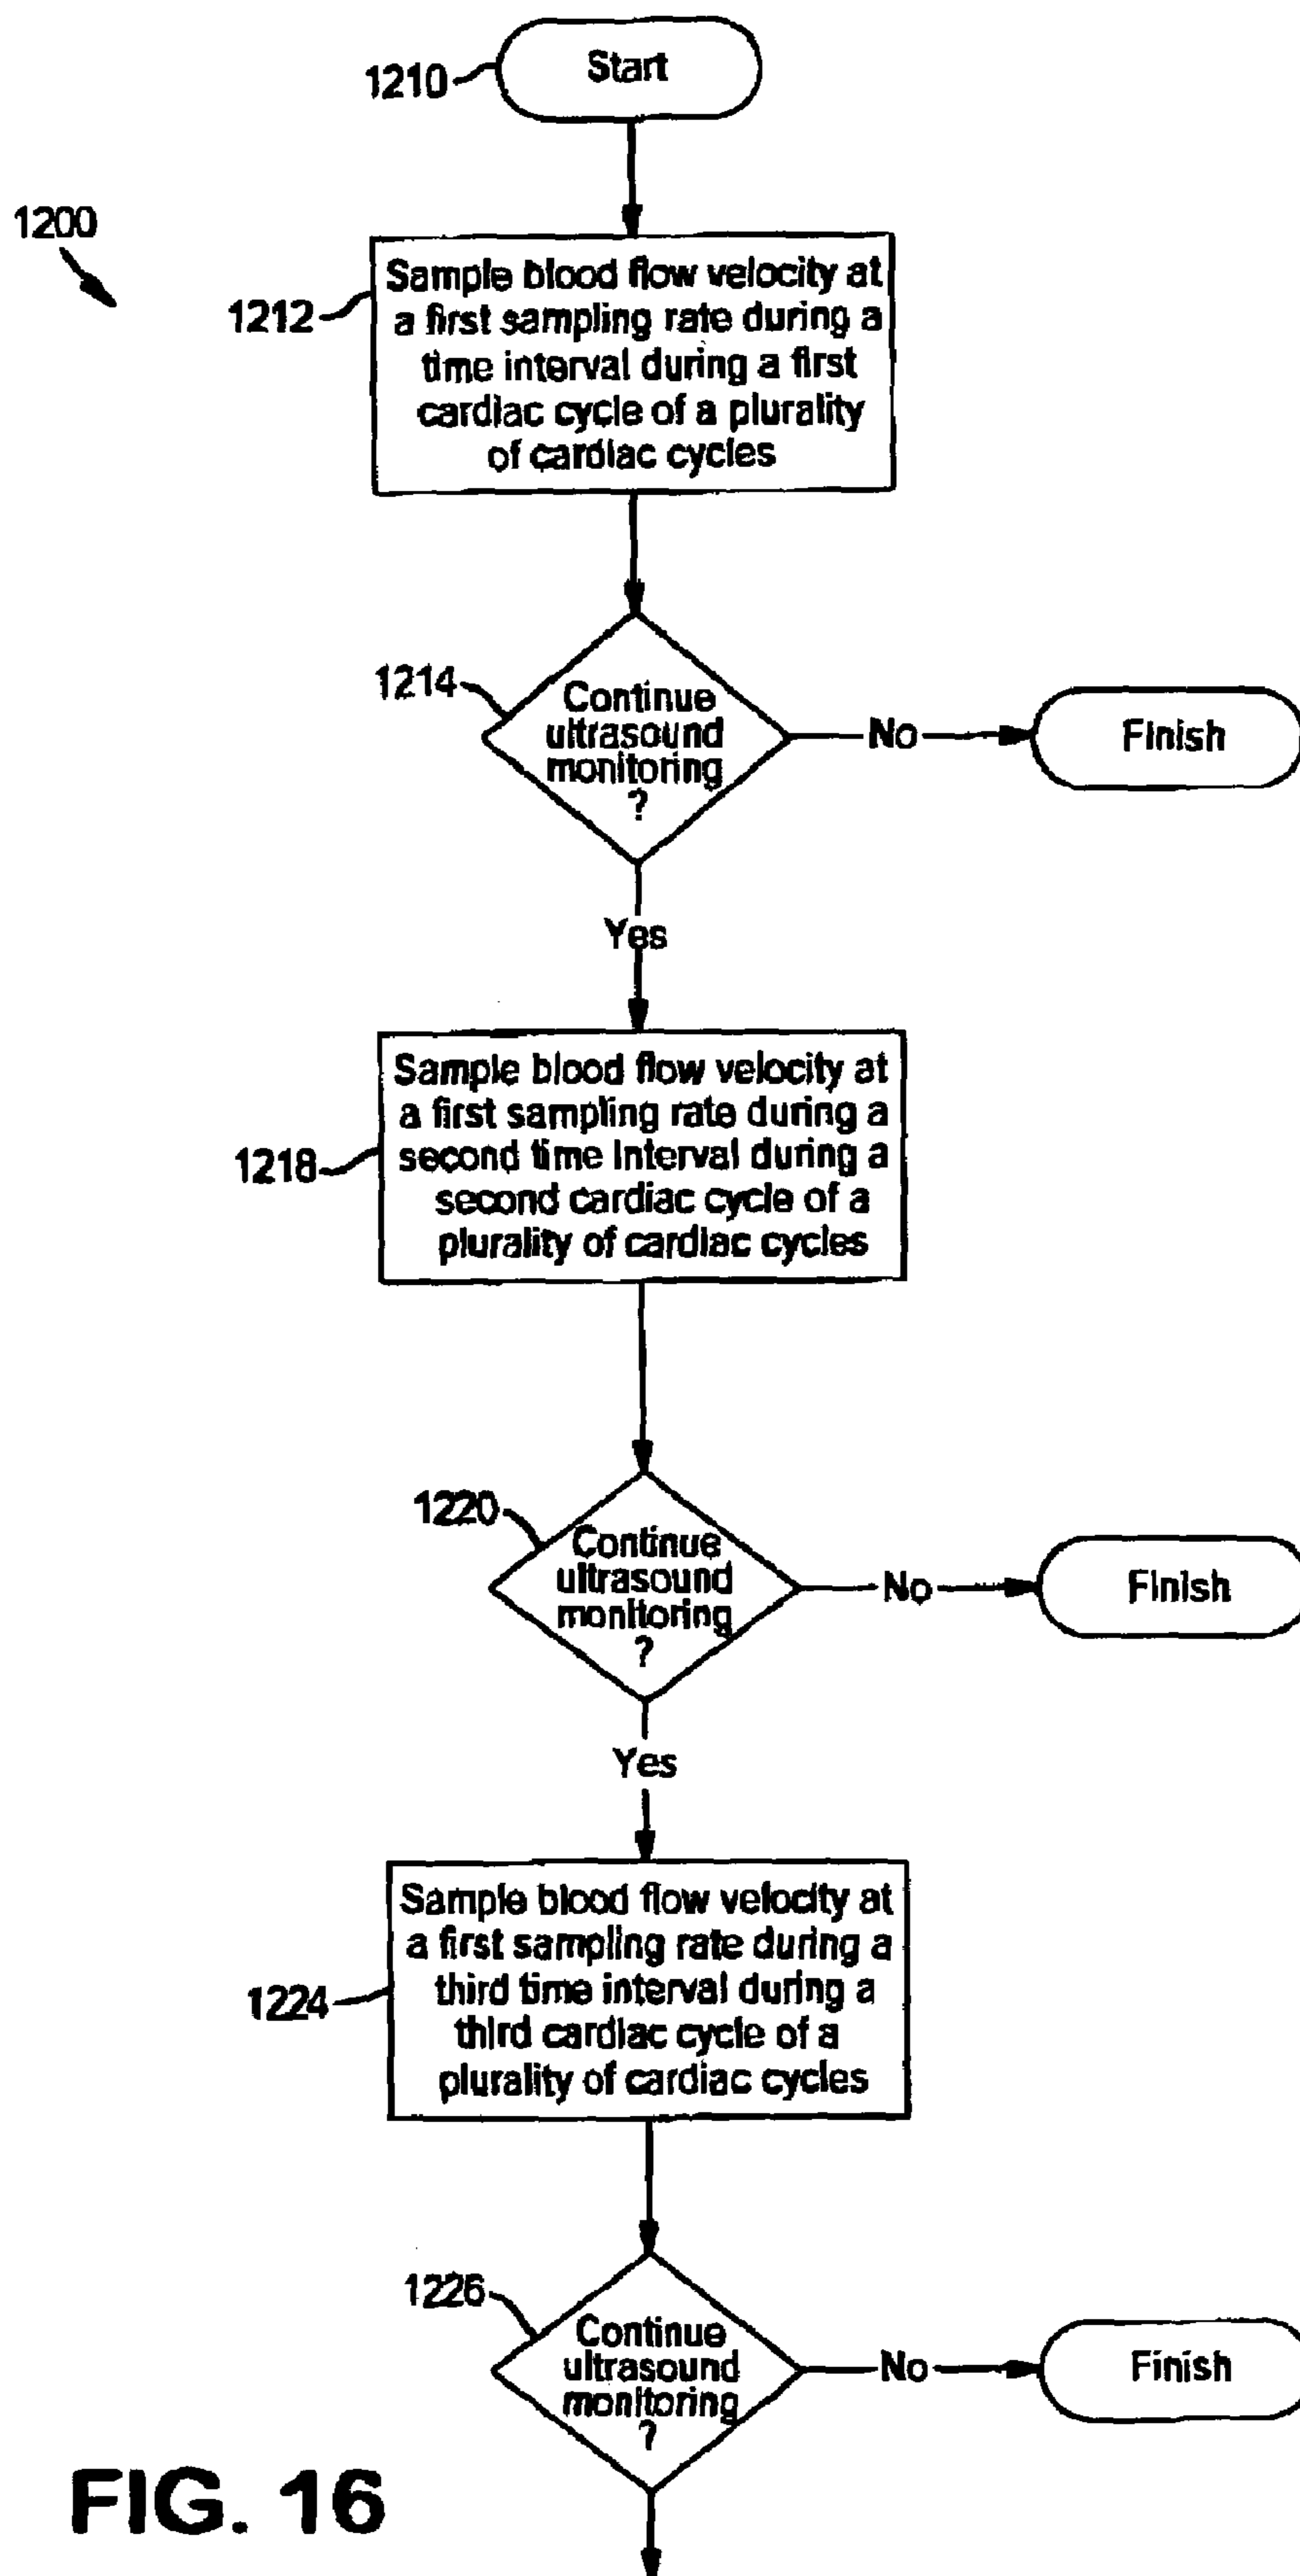 1210
Start
1200
1212
Sample blood flow velocity at
a first sampling rate during a
time interval during a first
cardiac cycle of a plurality
of cardiac cycles
1214
Continue
ultrasound
monitoring
?
No
Finish
Yes
1218
Sample blood flow velocity at
a first sampling rate during a
second time interval during a
second cardiac cycle of a
plurality of cardiac cycles
1220
Continue
ultrasound
monitoring
?
No
Finish
Yes
1224
Sample blood flow velocity at
a first sampling rate during a
third time interval during a
third cardiac cycle of a
plurality of cardiac cycles
1226
Continue
ultrasound
monitoring
?
No
Finish
FIG. 16